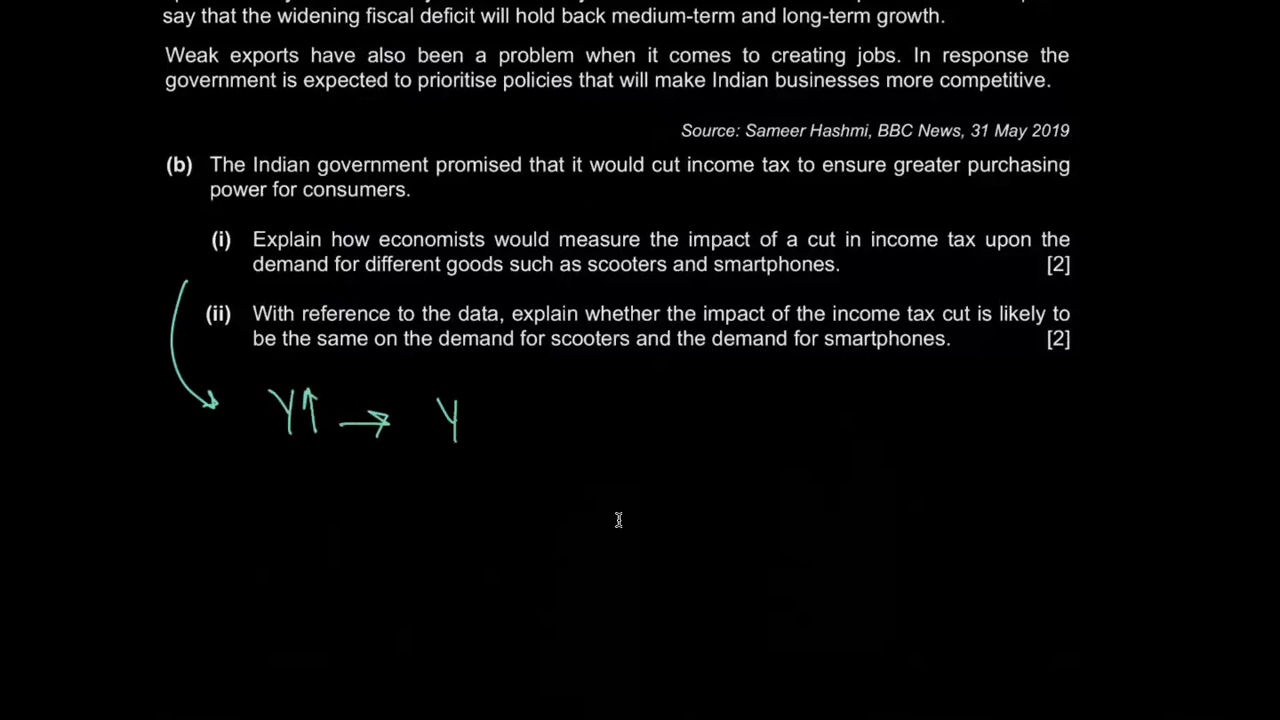 say that the widening fiscal deficit will hold back medium-term and long-term growth.
Weak exports have also been a problem when it comes to creating jobs. In response the
government is expected to prioritise policies that will make Indian businesses more competitive.
Source: Sameer Hashmi, BBC News, 31 May 2019
(b) The Indian government promised that it would cut income tax to ensure greater purchasing
power for consumers.
(i) Explain how economists would measure the impact of a cut in income tax upon the
demand for different goods such as scooters and smartphones. [2]
(ii) With reference to the data, explain whether the impact of the income tax cut is likely to
be the same on the demand for scooters and the demand for smartphones. [2]
Y↑ → Y